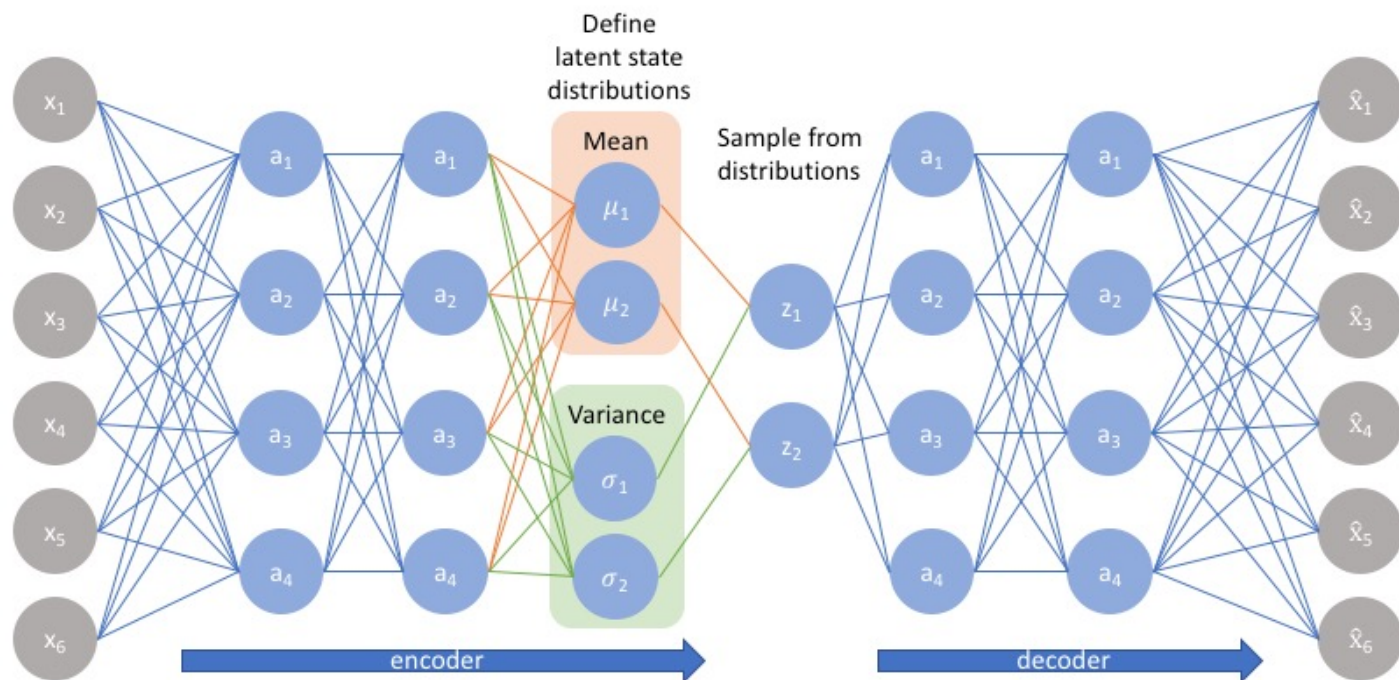 Define
latent state
distributions
Mean
Sample from
distributions
Variance
x₁
x₂
x₃
x₄
x₅
x₆
a₁
a₂
a₃
a₄
a₁
a₂
a₃
a₄
μ₁
μ₂
σ₁
σ₂
z₁
z₂
a₁
a₂
a₃
a₄
a₁
a₂
a₃
a₄
x̂₁
x̂₂
x̂₃
x̂₄
x̂₅
x̂₆
encoder
decoder